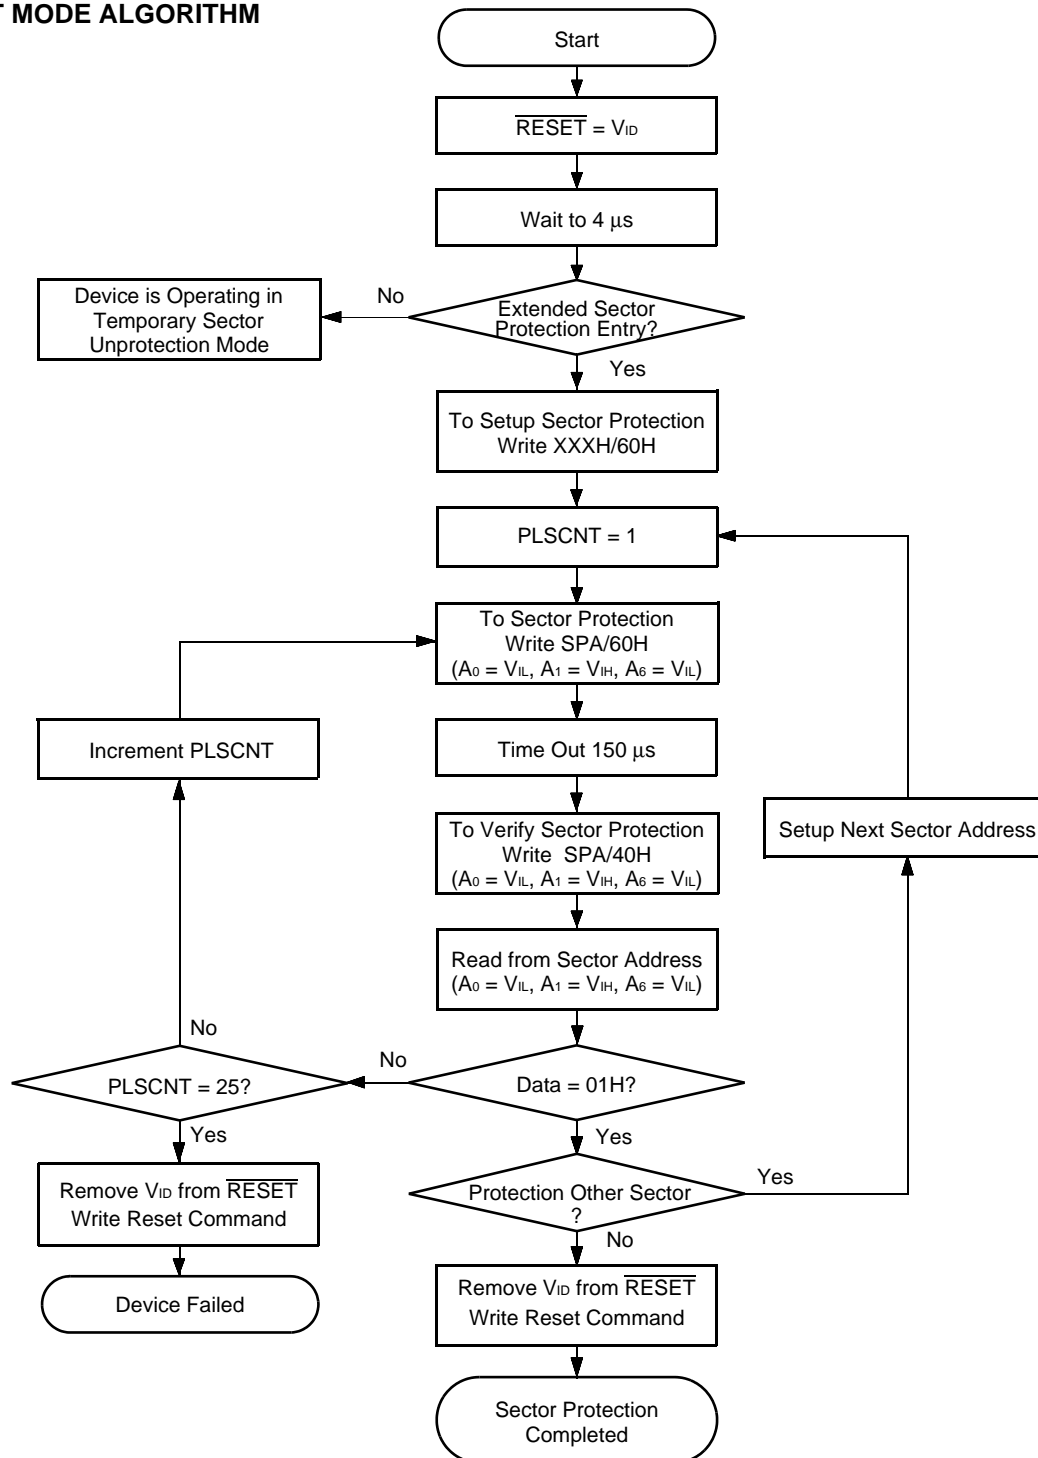 T MODE ALGORITHM
Start
RESET = VID
Wait to 4 μs
No
Extended Sector
Protection Entry?
Device is Operating in
Temporary Sector
Unprotection Mode
Yes
To Setup Sector Protection
Write XXXH/60H
PLSCNT = 1
To Sector Protection
Write SPA/60H
(A0 = VIL, A1 = VIH, A6 = VIL)
Increment PLSCNT
Time Out 150 μs
To Verify Sector Protection
Write  SPA/40H
(A0 = VIL, A1 = VIH, A6 = VIL)
Setup Next Sector Address
Read from Sector Address
(A0 = VIL, A1 = VIH, A6 = VIL)
No
No
PLSCNT = 25?
Data = 01H?
Yes
Yes
Protection Other Sector
?
Yes
Remove VID from RESET
Write Reset Command
No
Device Failed
Remove VID from RESET
Write Reset Command
Sector Protection
Completed